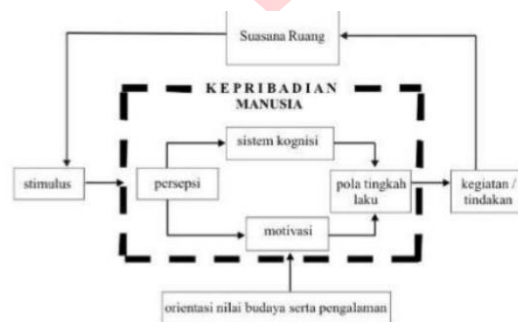 Suasana Ruang
KEPRIBADIAN
MANUSIA
sistem kognisi
stimulus
persepsi
pola tingkah
laku
kegiatan /
tindakan
motivasi
orientasi nilai budaya serta pengalaman